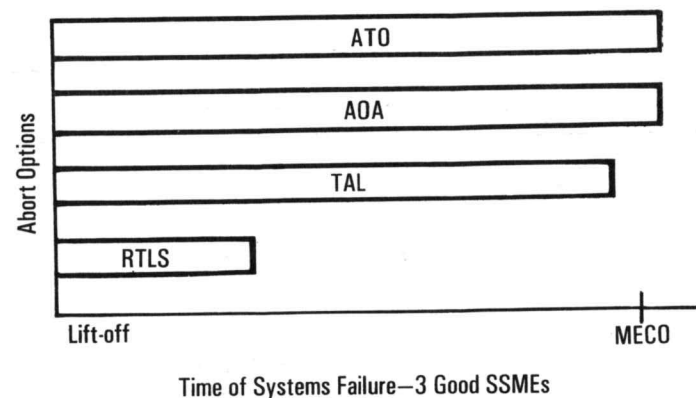 ATO
AOA
TAL
RTLS
Abort Options
Lift-off
MECO
Time of Systems Failure—3 Good SSMEs